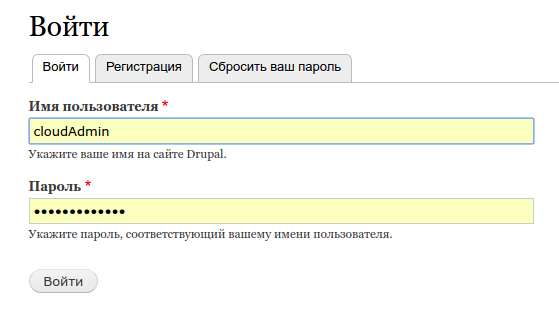 Войти
Войти Регистрация Сбросить ваш пароль
Имя пользователя *
cloudAdmin
Укажите ваше имя на сайте Drupal.
Пароль *
•••••••••••••
Укажите пароль, соответствующий вашему имени пользователя.
Войти